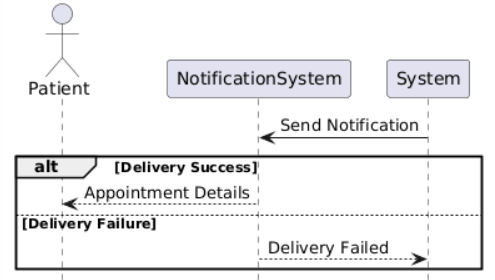 Patient
NotificationSystem
System
Send Notification
alt
[Delivery Success]
Appointment Details
[Delivery Failure]
Delivery Failed